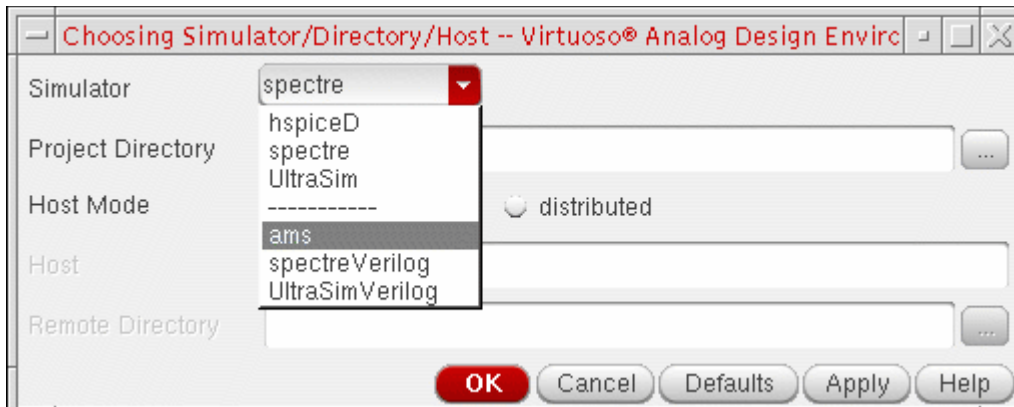 Choosing Simulator/Directory/Host -- Virtuoso® Analog Design Envirc
Simulator
spectre
hspiceD
spectre
UltraSim
-----------
ams
spectreVerilog
UltraSimVerilog
Project Directory
...
Host Mode
distributed
Host
Remote Directory
...
OK Cancel Defaults Apply Help